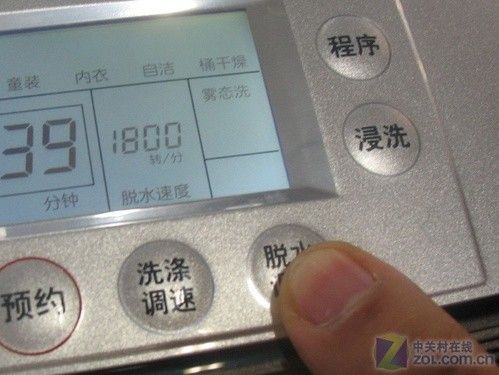 童装 内衣 自洁 桶干燥
雾态洗
39
1800
转/分
分钟
脱水速度
程序
浸洗
预约
洗涤
调速
脱水
中关村在线
ZOL.COM.CN